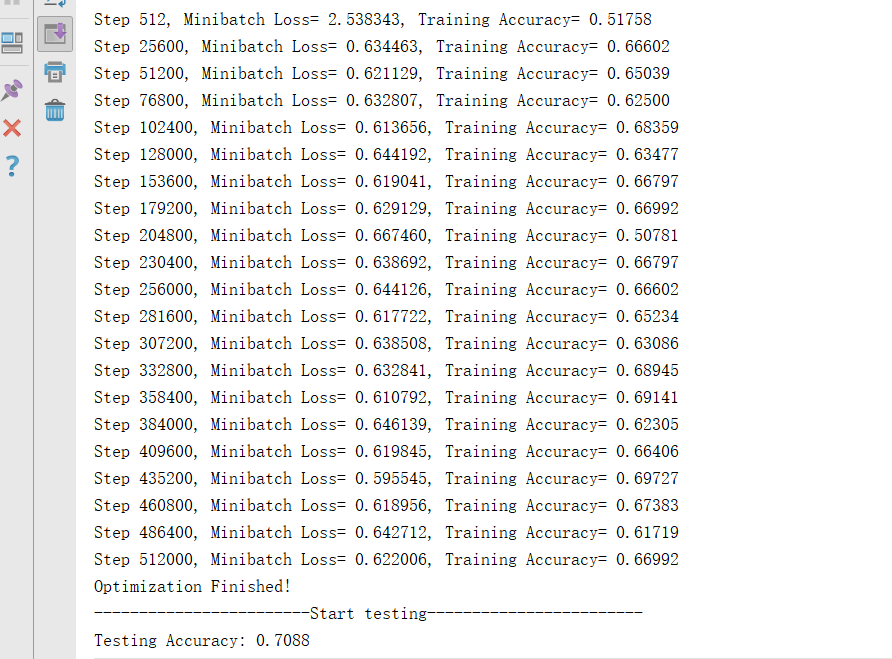 Step 512, Minibatch Loss= 2.538343, Training Accuracy= 0.51758
Step 25600, Minibatch Loss= 0.634463, Training Accuracy= 0.66602
Step 51200, Minibatch Loss= 0.621129, Training Accuracy= 0.65039
Step 76800, Minibatch Loss= 0.632807, Training Accuracy= 0.62500
Step 102400, Minibatch Loss= 0.613656, Training Accuracy= 0.68359
Step 128000, Minibatch Loss= 0.644192, Training Accuracy= 0.63477
Step 153600, Minibatch Loss= 0.619041, Training Accuracy= 0.66797
Step 179200, Minibatch Loss= 0.629129, Training Accuracy= 0.66992
Step 204800, Minibatch Loss= 0.667460, Training Accuracy= 0.50781
Step 230400, Minibatch Loss= 0.638692, Training Accuracy= 0.66797
Step 256000, Minibatch Loss= 0.644126, Training Accuracy= 0.66602
Step 281600, Minibatch Loss= 0.617722, Training Accuracy= 0.65234
Step 307200, Minibatch Loss= 0.638508, Training Accuracy= 0.63086
Step 332800, Minibatch Loss= 0.632841, Training Accuracy= 0.68945
Step 358400, Minibatch Loss= 0.610792, Training Accuracy= 0.69141
Step 384000, Minibatch Loss= 0.646139, Training Accuracy= 0.62305
Step 409600, Minibatch Loss= 0.619845, Training Accuracy= 0.66406
Step 435200, Minibatch Loss= 0.595545, Training Accuracy= 0.69727
Step 460800, Minibatch Loss= 0.618956, Training Accuracy= 0.67383
Step 486400, Minibatch Loss= 0.642712, Training Accuracy= 0.61719
Step 512000, Minibatch Loss= 0.622006, Training Accuracy= 0.66992
Optimization Finished!
------------------------Start testing------------------------
Testing Accuracy: 0.7088